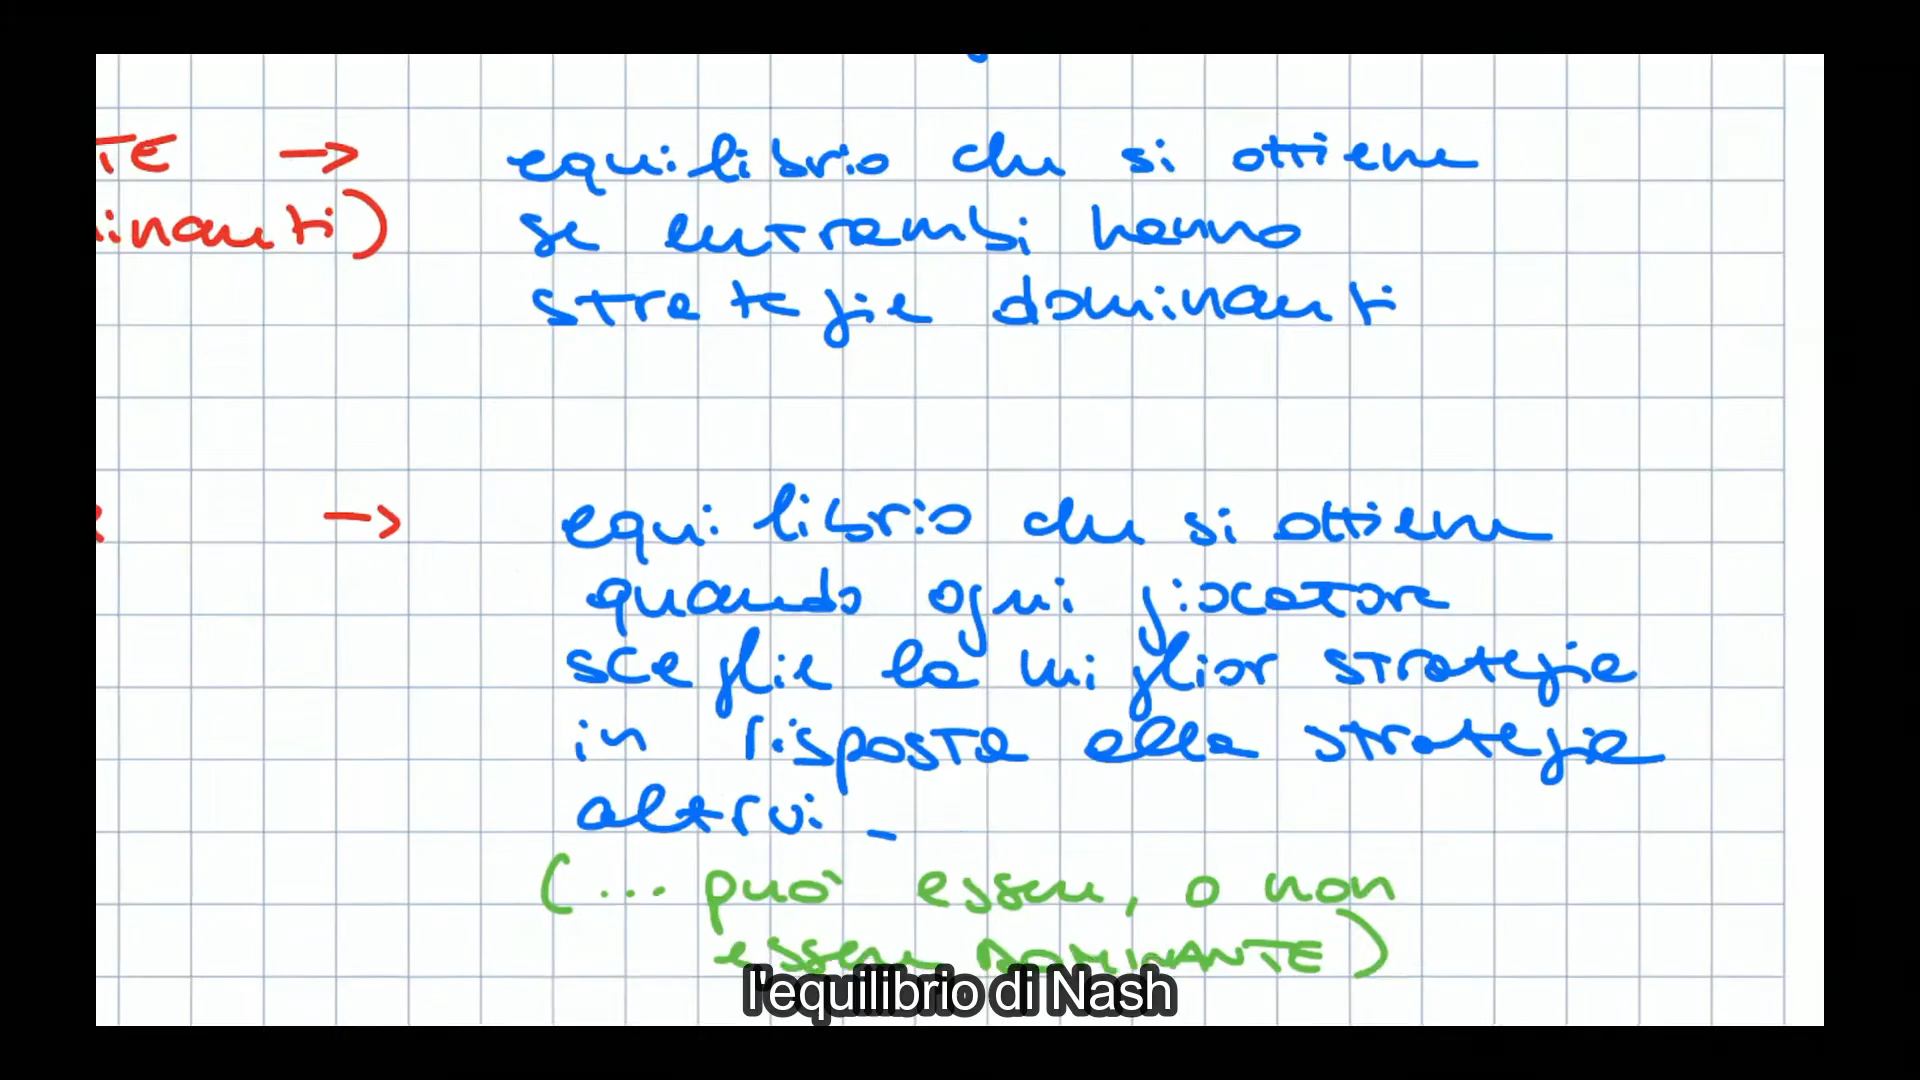 TE → equilibrio che si ottiene
inanti) se entrambi hanno
strategie dominanti
→ equilibrio che si ottiene
quando ogni giocatore
sceglie la miglior strategia
in risposta alla strategia
altrui -
(... può essere, o non
essere DOMINANTE)
l'equilibrio di Nash